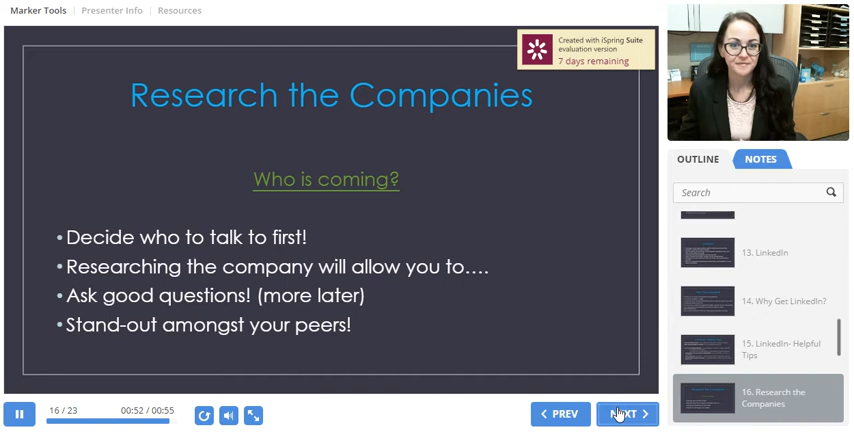 Marker Tools | Presenter Info | Resources
Created with iSpring Suite
evaluation version
7 days remaining
Research the Companies
Who is coming?
•Decide who to talk to first!
•Researching the company will allow you to….
•Ask good questions! (more later)
•Stand-out amongst your peers!
OUTLINE NOTES
Search
13. LinkedIn
14. Why Get LinkedIn?
15. LinkedIn- Helpful
Tips
16. Research the
Companies
16 / 23 00:52 / 00:55
PREV NEXT